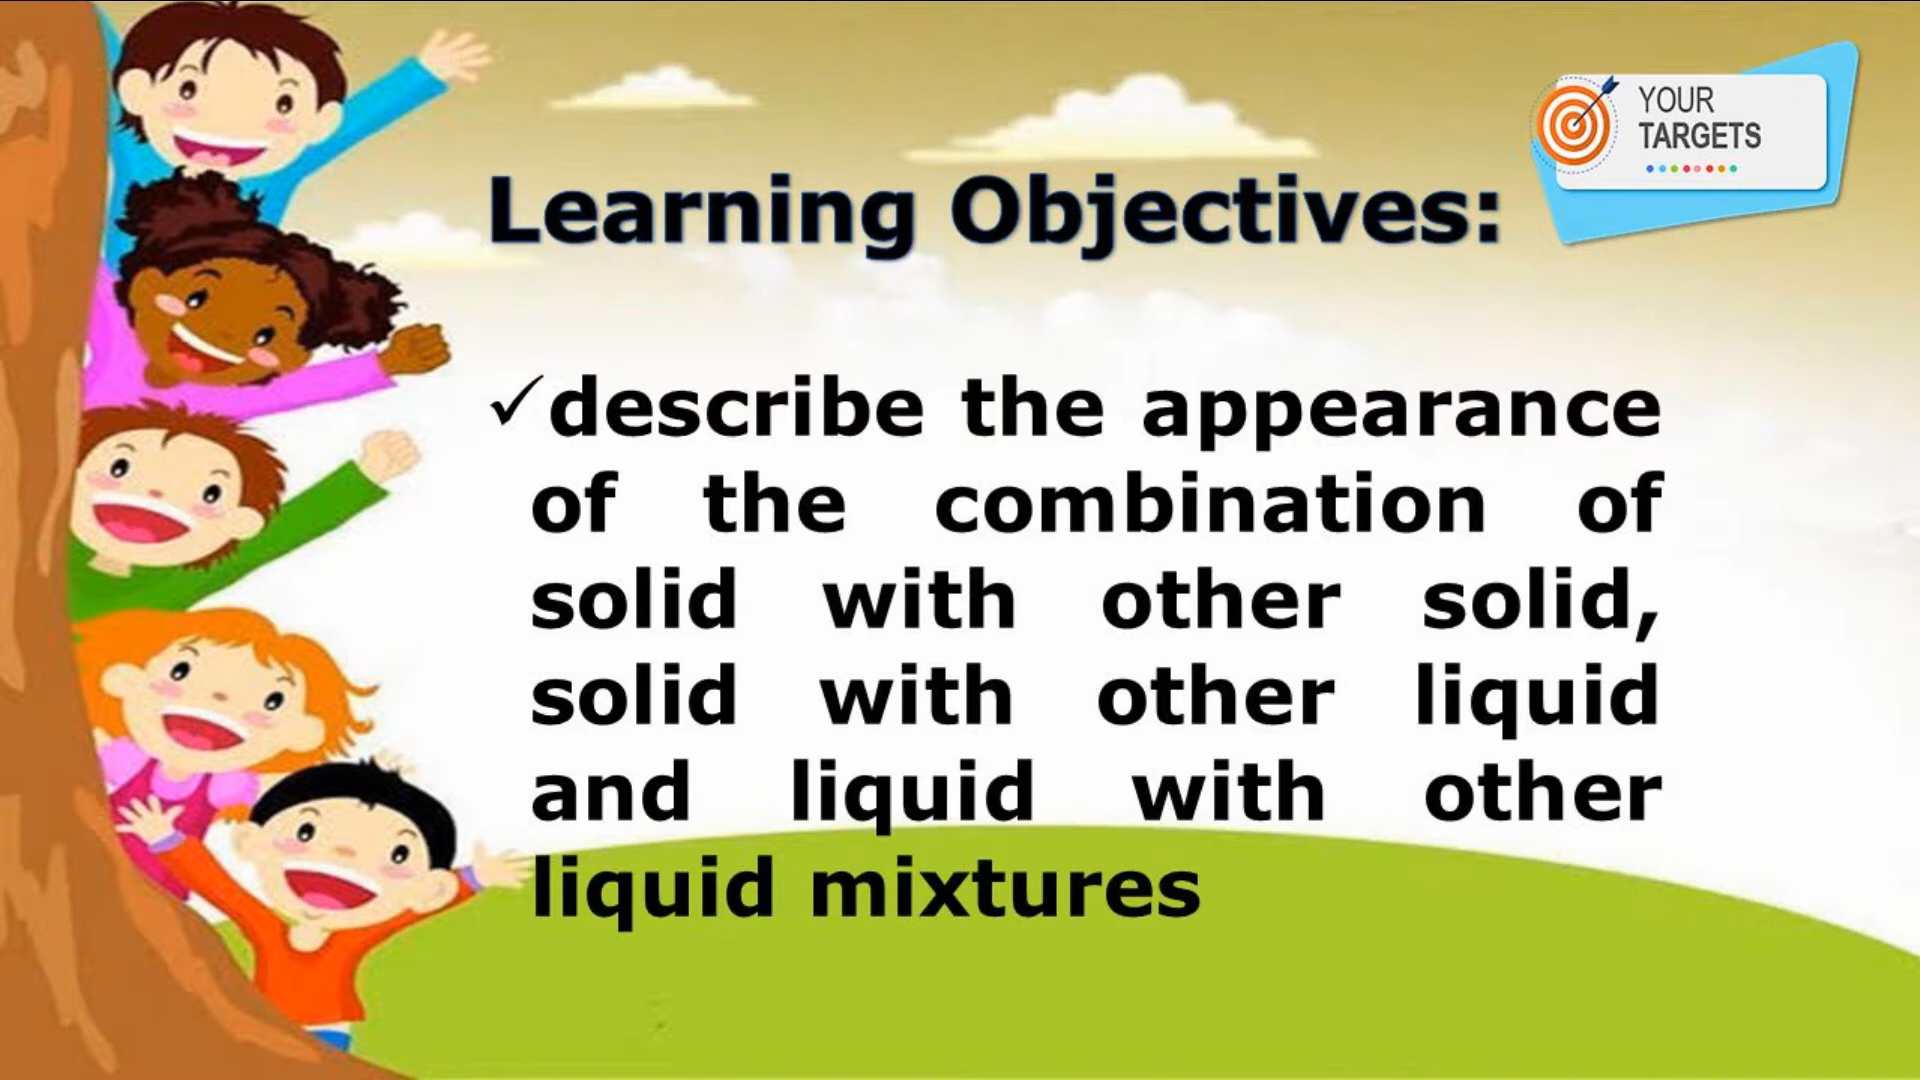 YOUR
TARGETS
Learning Objectives:
✓describe the appearance
of the combination of
solid with other solid,
solid with other liquid
and liquid with other
liquid mixtures